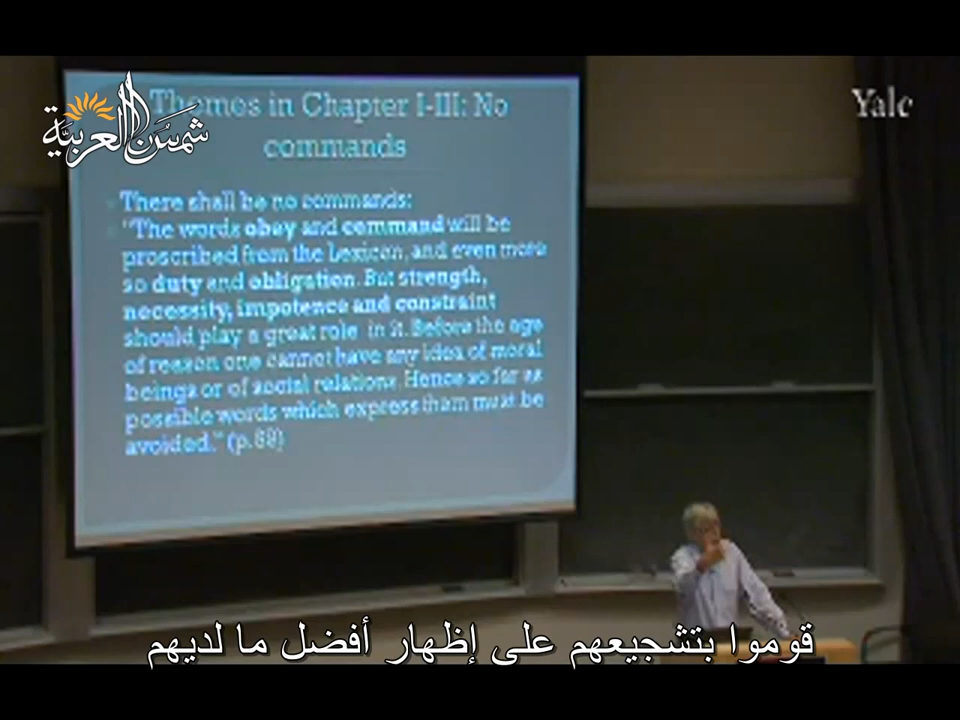 شمس العربية
Yale
Themes in Chapter I-III: No
commands
There shall be no commands:
"The words obey and command will be
proscribed from the Lexicon, and even more
so duty and obligation. But strength,
necessity, impotence and constraint
should play a great role in it. Before the age
of reason one cannot have any idea of moral
beings or of social relations. Hence so far as
possible words which express them must be
avoided." (p.89)
قوموا بتشجيعهم على إظهار أفضل ما لديهم